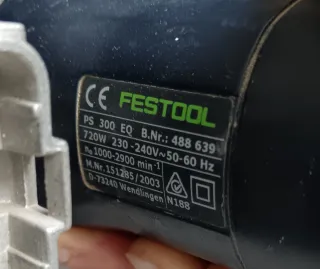 CE FESTOOL
PS 300 EQ B.Nr.: 488 639
720W 230-240V~50-60 Hz
n₀ 1000-2900 min⁻¹
M.Nr. 151285/2003
D-73240 Wendlingen N188